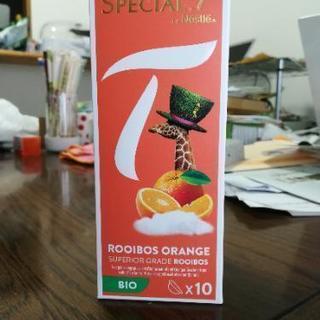 SPECIAL.T
BY Nestlé
T
ROOIBOS ORANGE
SUPERIOR GRADE ROOIBOS
BIO
x10